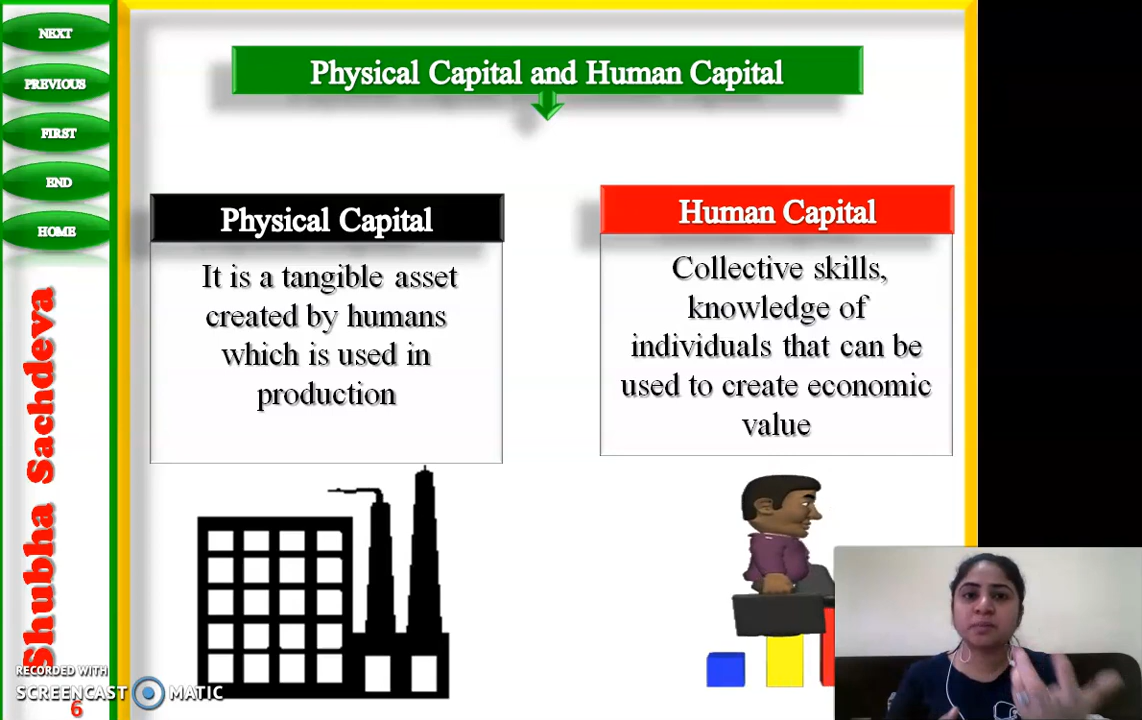 NEXT
PREVIOUS
FIRST
END
HOME
Shubha Sachdeva
Physical Capital and Human Capital
Physical Capital
It is a tangible asset
created by humans
which is used in
production
Human Capital
Collective skills,
knowledge of
individuals that can be
used to create economic
value
RECORDED WITH
SCREENCAST MATIC
6